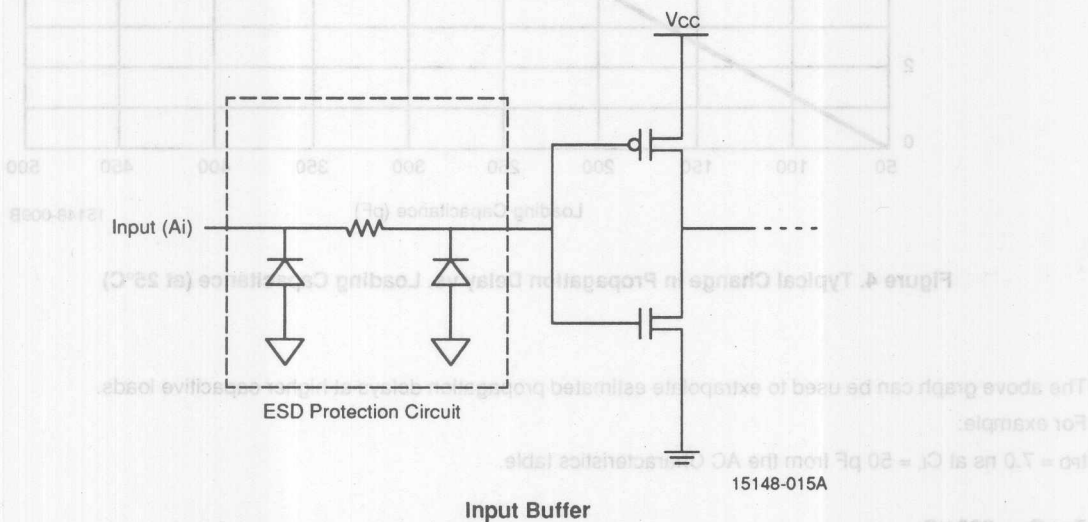 VCC
2
0
500
450
400
350
300
250
200
150
100
50
Loading Capacitance (pF)
15148-009B
Input (Ai)
Figure 4. Typical Change in Propagation Delay vs. Loading Capacitance (at 25°C)
The above graph can be used to extrapolate estimated propagation delays at higher capacitive loads.
ESD Protection Circuit
For example:
tPD = 7.0 ns at CL = 50 pF from the AC Characteristics table.
15148-015A
Input Buffer